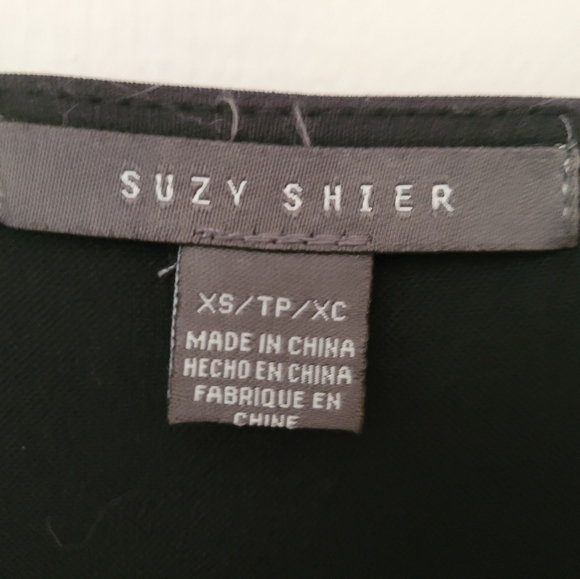 SUZY SHIER
XS/TP/XC
MADE IN CHINA
HECHO EN CHINA
FABRIQUE EN
CHINE